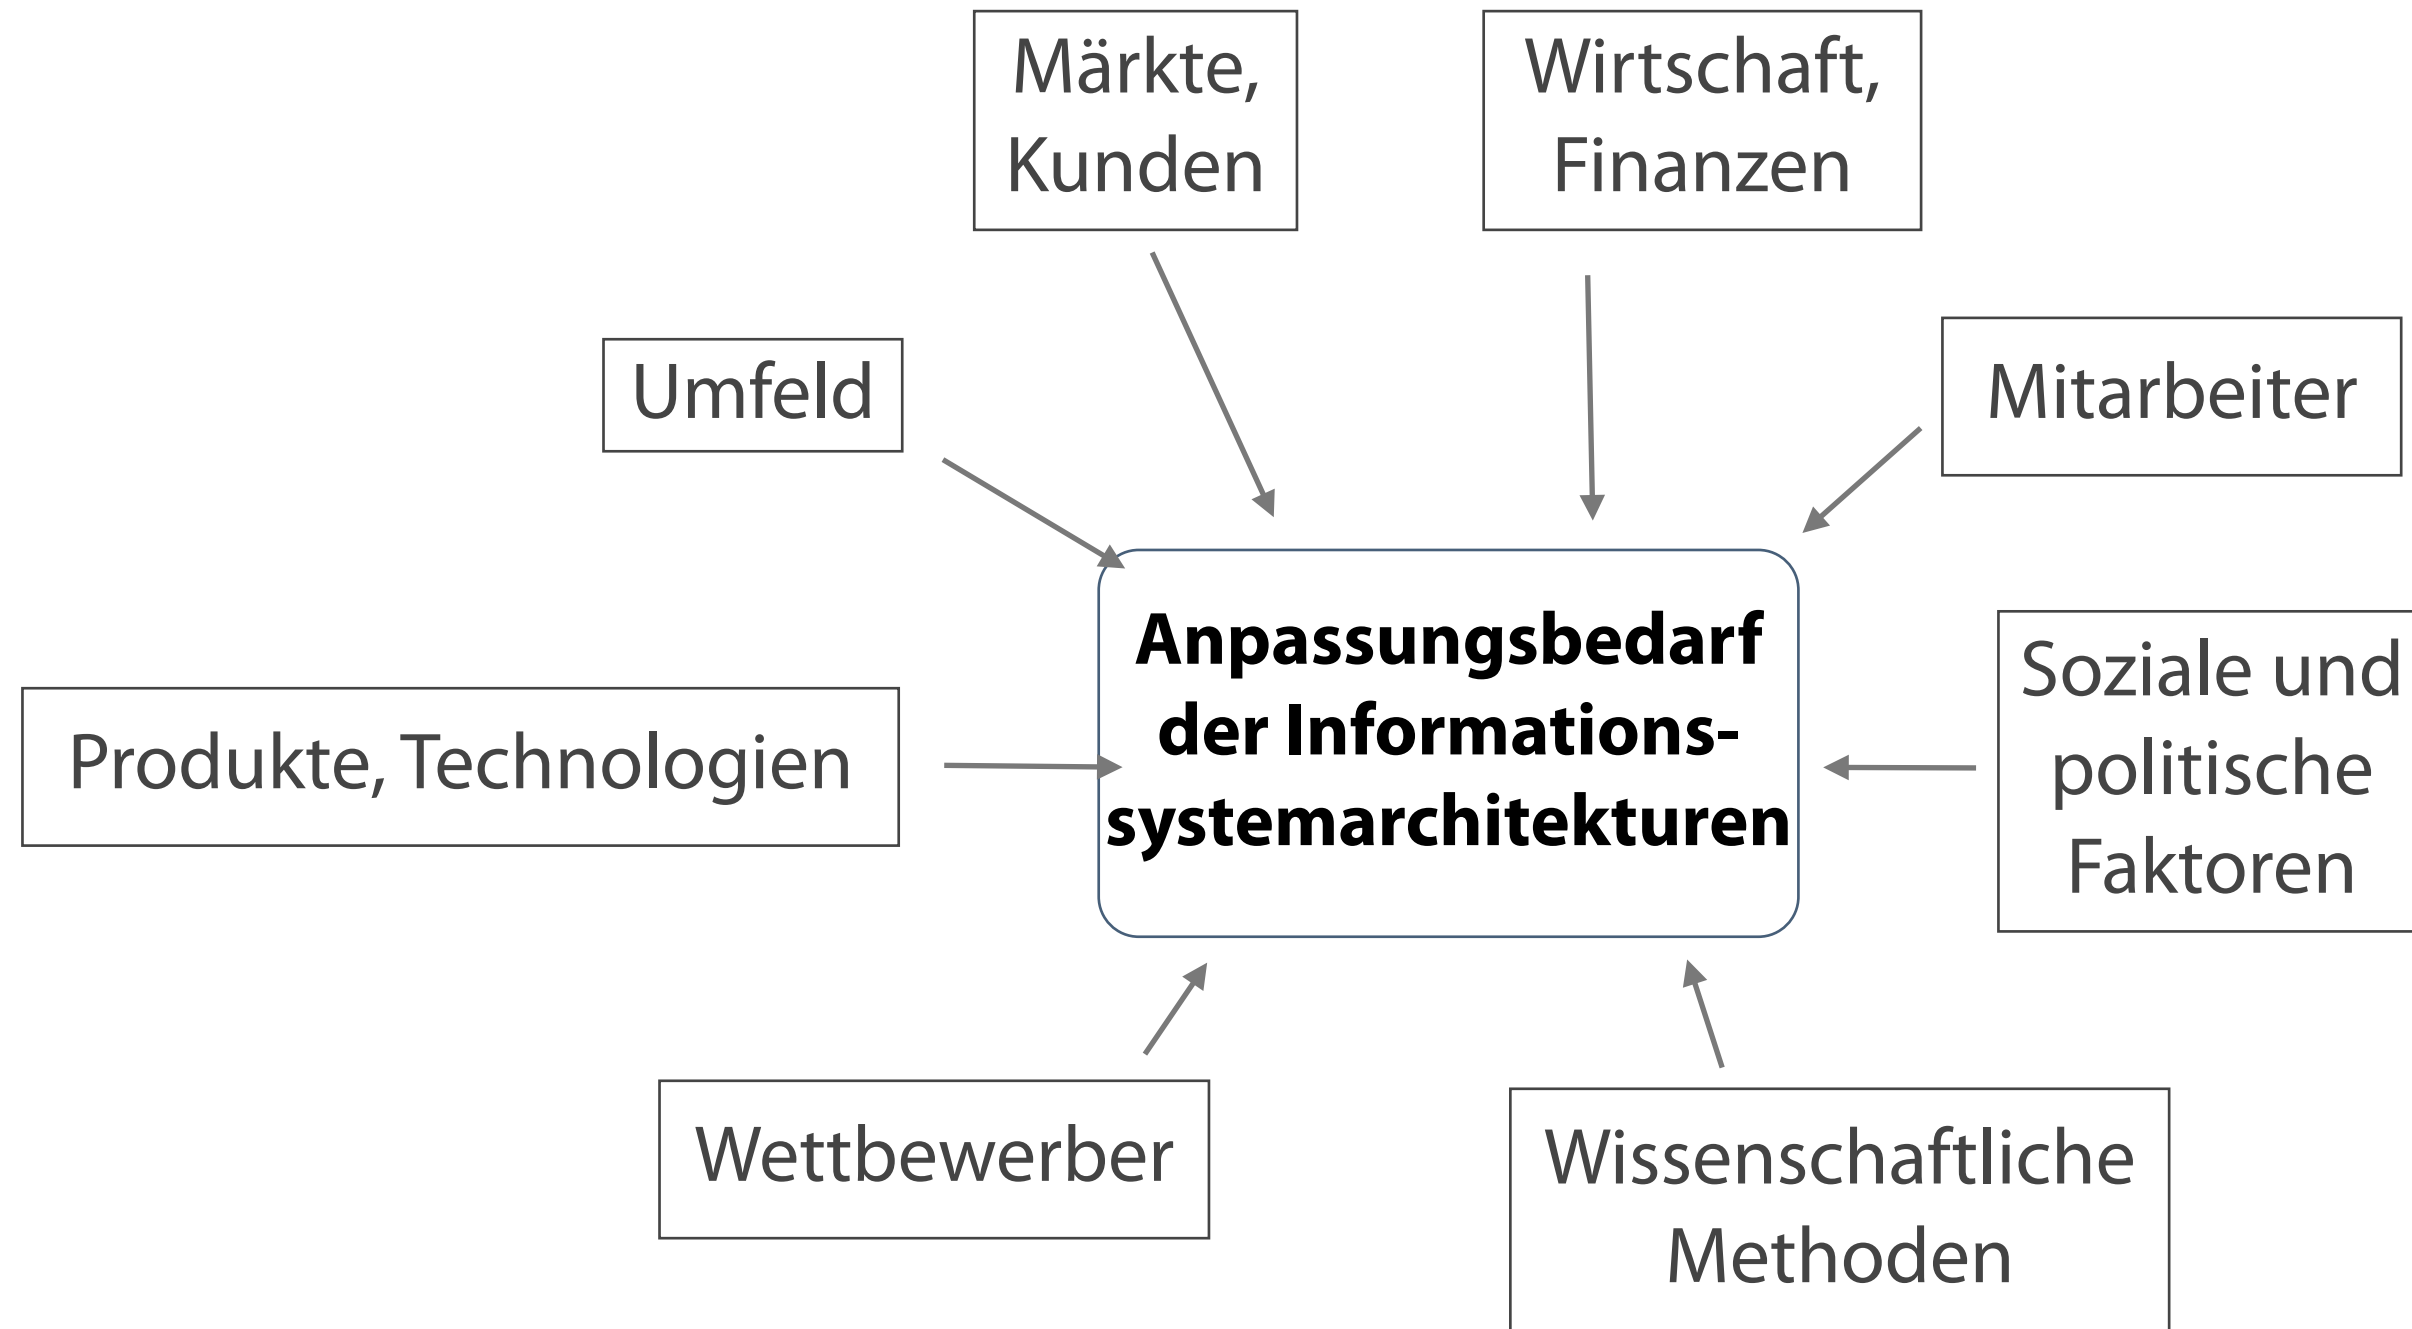 Märkte,
Kunden
Wirtschaft,
Finanzen
Umfeld
Mitarbeiter
Anpassungsbedarf
der Informations-
systemarchitekturen
Soziale und
politische
Faktoren
Produkte, Technologien
Wettbewerber
Wissenschaftliche
Methoden